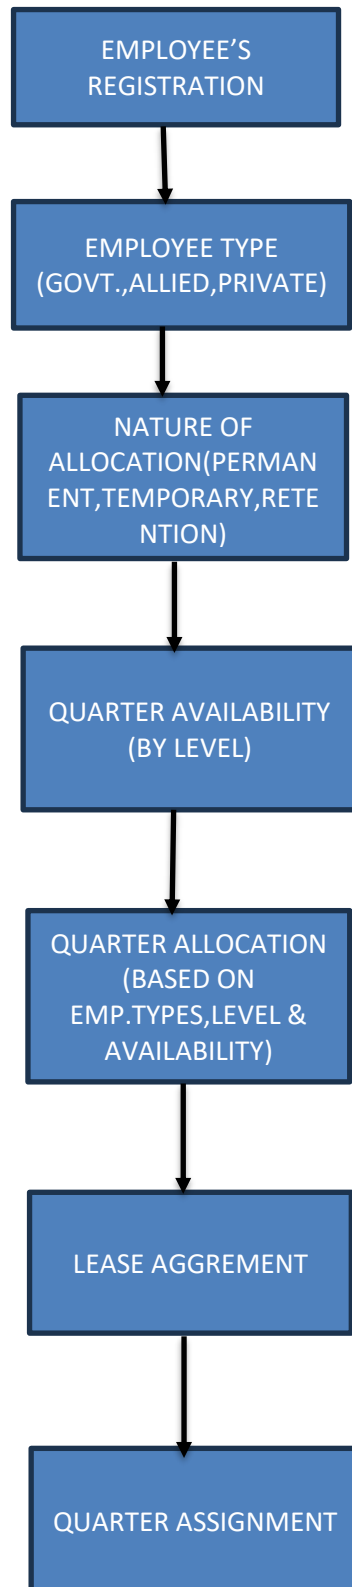 EMPLOYEE’S
REGISTRATION
EMPLOYEE TYPE
(GOVT.,ALLIED,PRIVATE)
NATURE OF
ALLOCATION(PERMAN
ENT,TEMPORARY,RETE
NTION)
QUARTER AVAILABILITY
(BY LEVEL)
QUARTER ALLOCATION
(BASED ON
EMP.TYPES,LEVEL &
AVAILABILITY)
LEASE AGGREMENT
QUARTER ASSIGNMENT